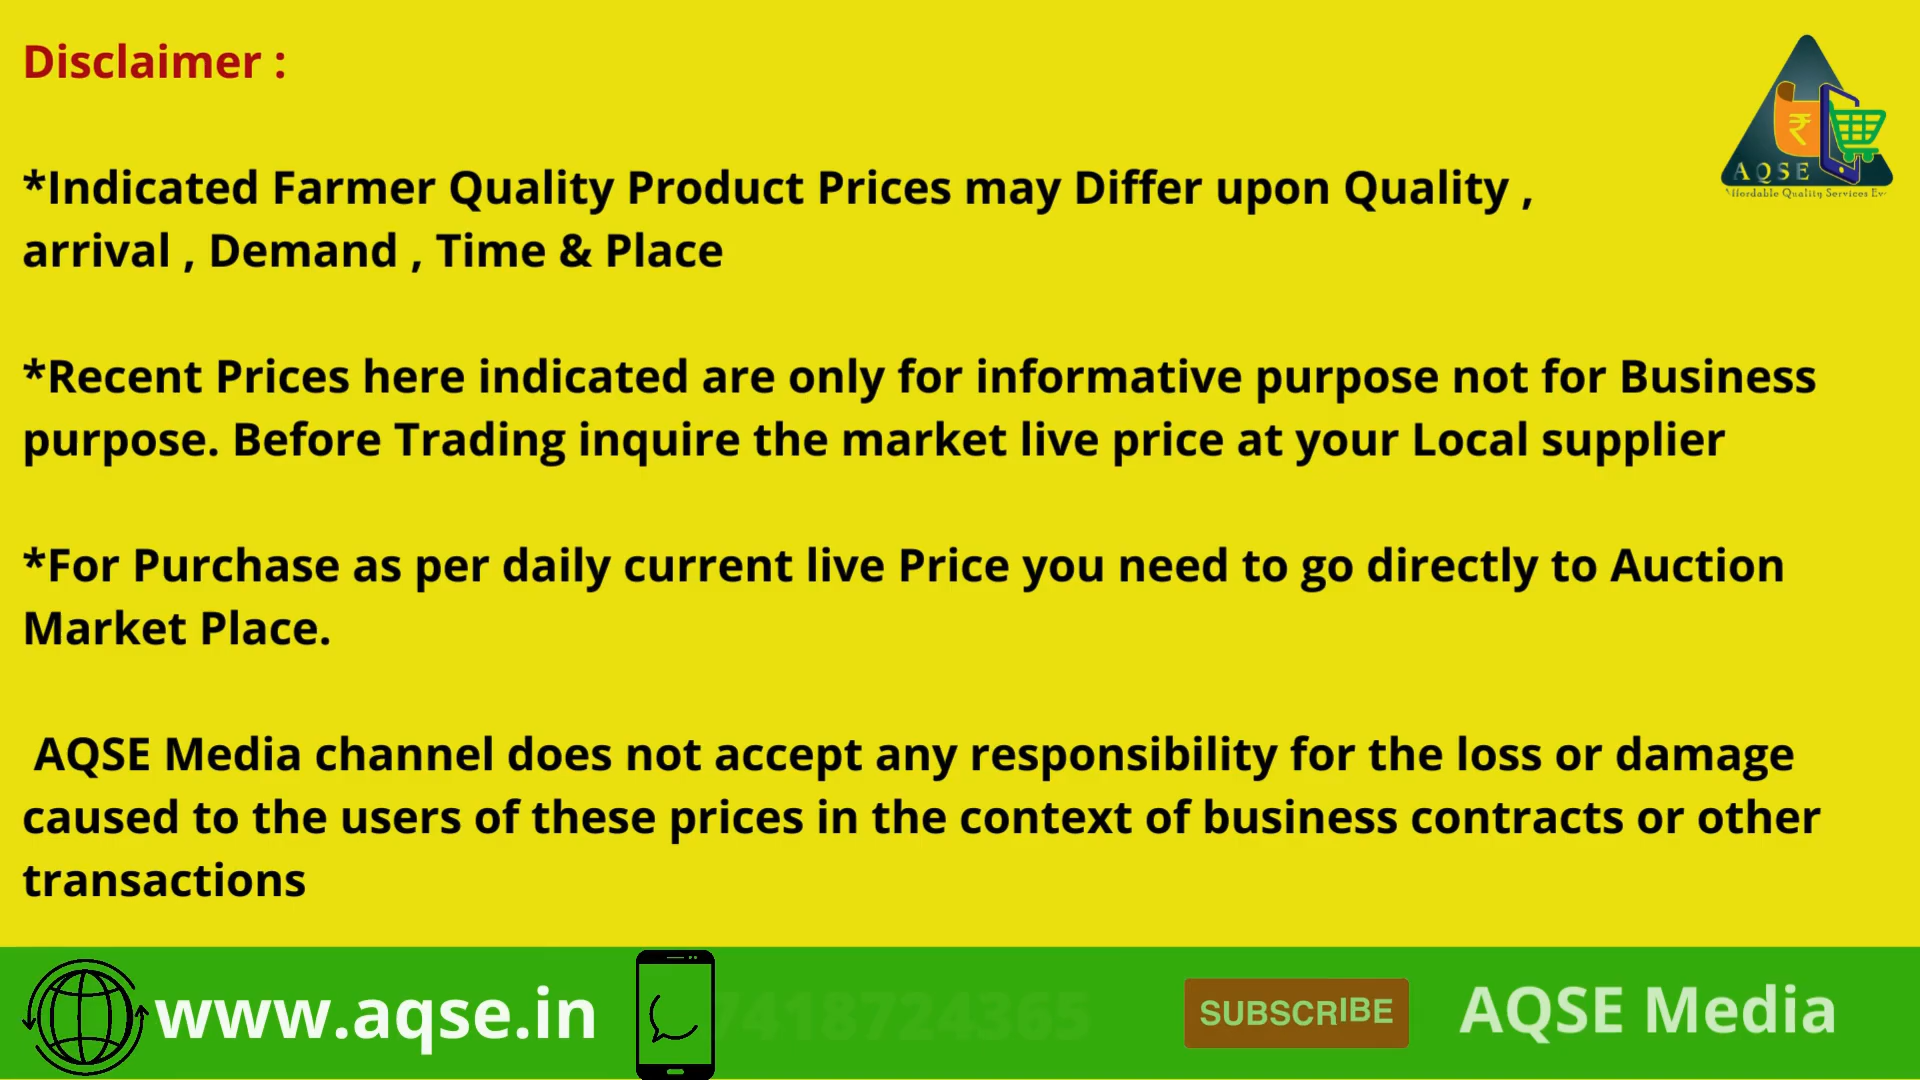 Disclaimer :
*Indicated Farmer Quality Product Prices may Differ upon Quality ,
arrival , Demand , Time & Place
*Recent Prices here indicated are only for informative purpose not for Business
purpose. Before Trading inquire the market live price at your Local supplier
*For Purchase as per daily current live Price you need to go directly to Auction
Market Place.
AQSE Media channel does not accept any responsibility for the loss or damage
caused to the users of these prices in the context of business contracts or other
transactions
₹
AQSE
Quality Services
www.aqse.in
7418724365
SUBSCRIBE
AQSE Media